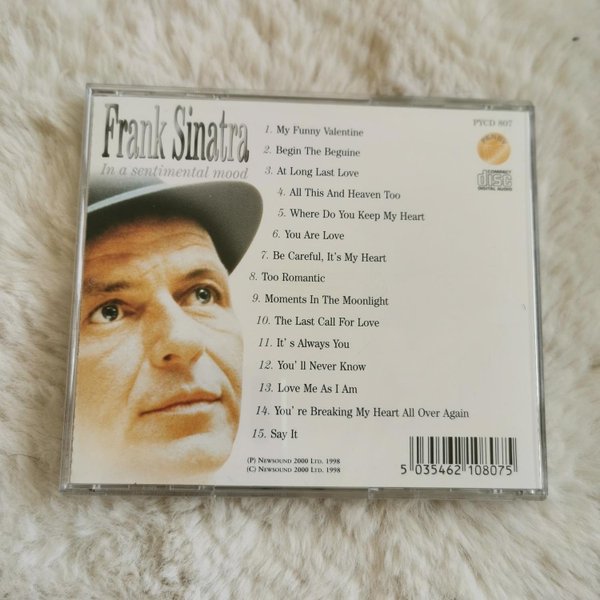 Frank Sinatra
In a sentimental mood
PYCD 807
COMPACT
disc
DIGITAL AUDIO
1. My Funny Valentine
2. Begin The Beguine
3. At Long Last Love
4. All This And Heaven Too
5. Where Do You Keep My Heart
6. You Are Love
7. Be Careful, It's My Heart
8. Too Romantic
9. Moments In The Moonlight
10. The Last Call For Love
11. It' s Always You
12. You' ll Never Know
13. Love Me As I Am
14. You' re Breaking My Heart All Over Again
15. Say It
(P) NEWSOUND 2000 LTD. 1998
(C) NEWSOUND 2000 LTD. 1998
5 035462 108075